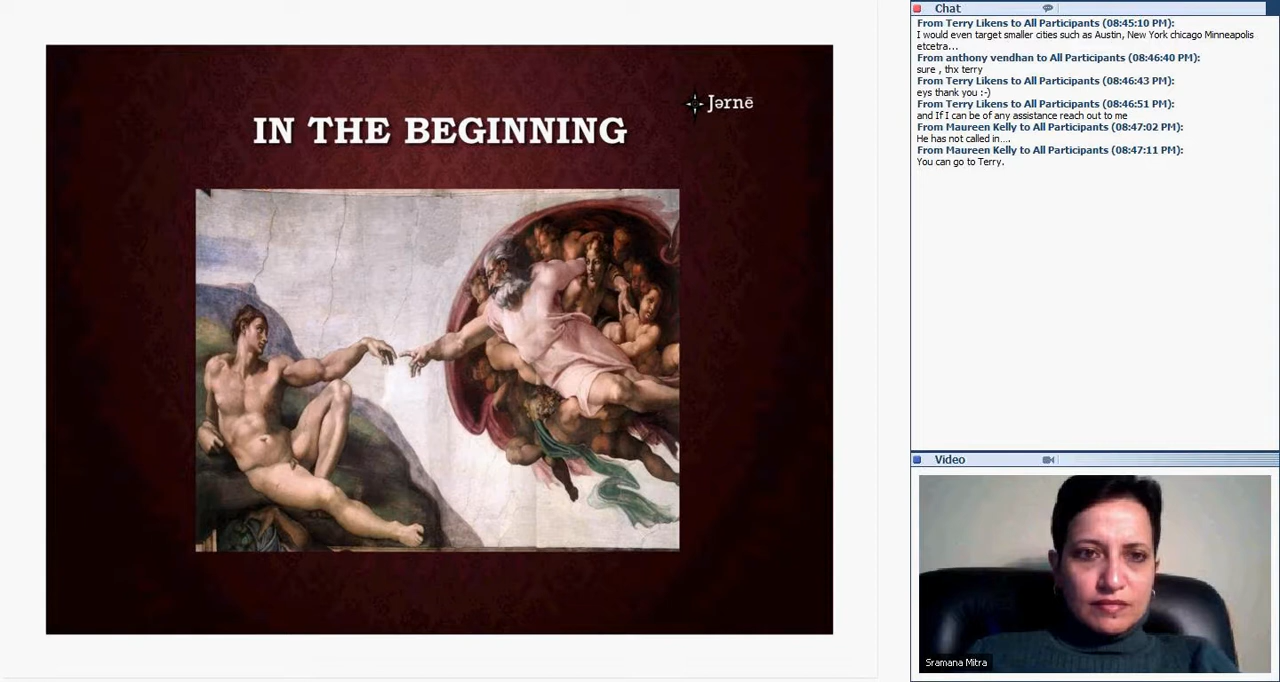 Jərnē
IN THE BEGINNING
Chat
From Terry Likens to All Participants (08:45:10 PM):
I would even target smaller cities such as Austin, New York chicago Minneapolis
etcetra...
From anthony vendhan to All Participants (08:46:40 PM):
sure , thx terry
From Terry Likens to All Participants (08:46:43 PM):
eys thank you :-)
From Terry Likens to All Participants (08:46:51 PM):
and If I can be of any assistance reach out to me
From Maureen Kelly to All Participants (08:47:02 PM):
He has not called in....
From Maureen Kelly to All Participants (08:47:11 PM):
You can go to Terry.
Video
Sramana Mitra